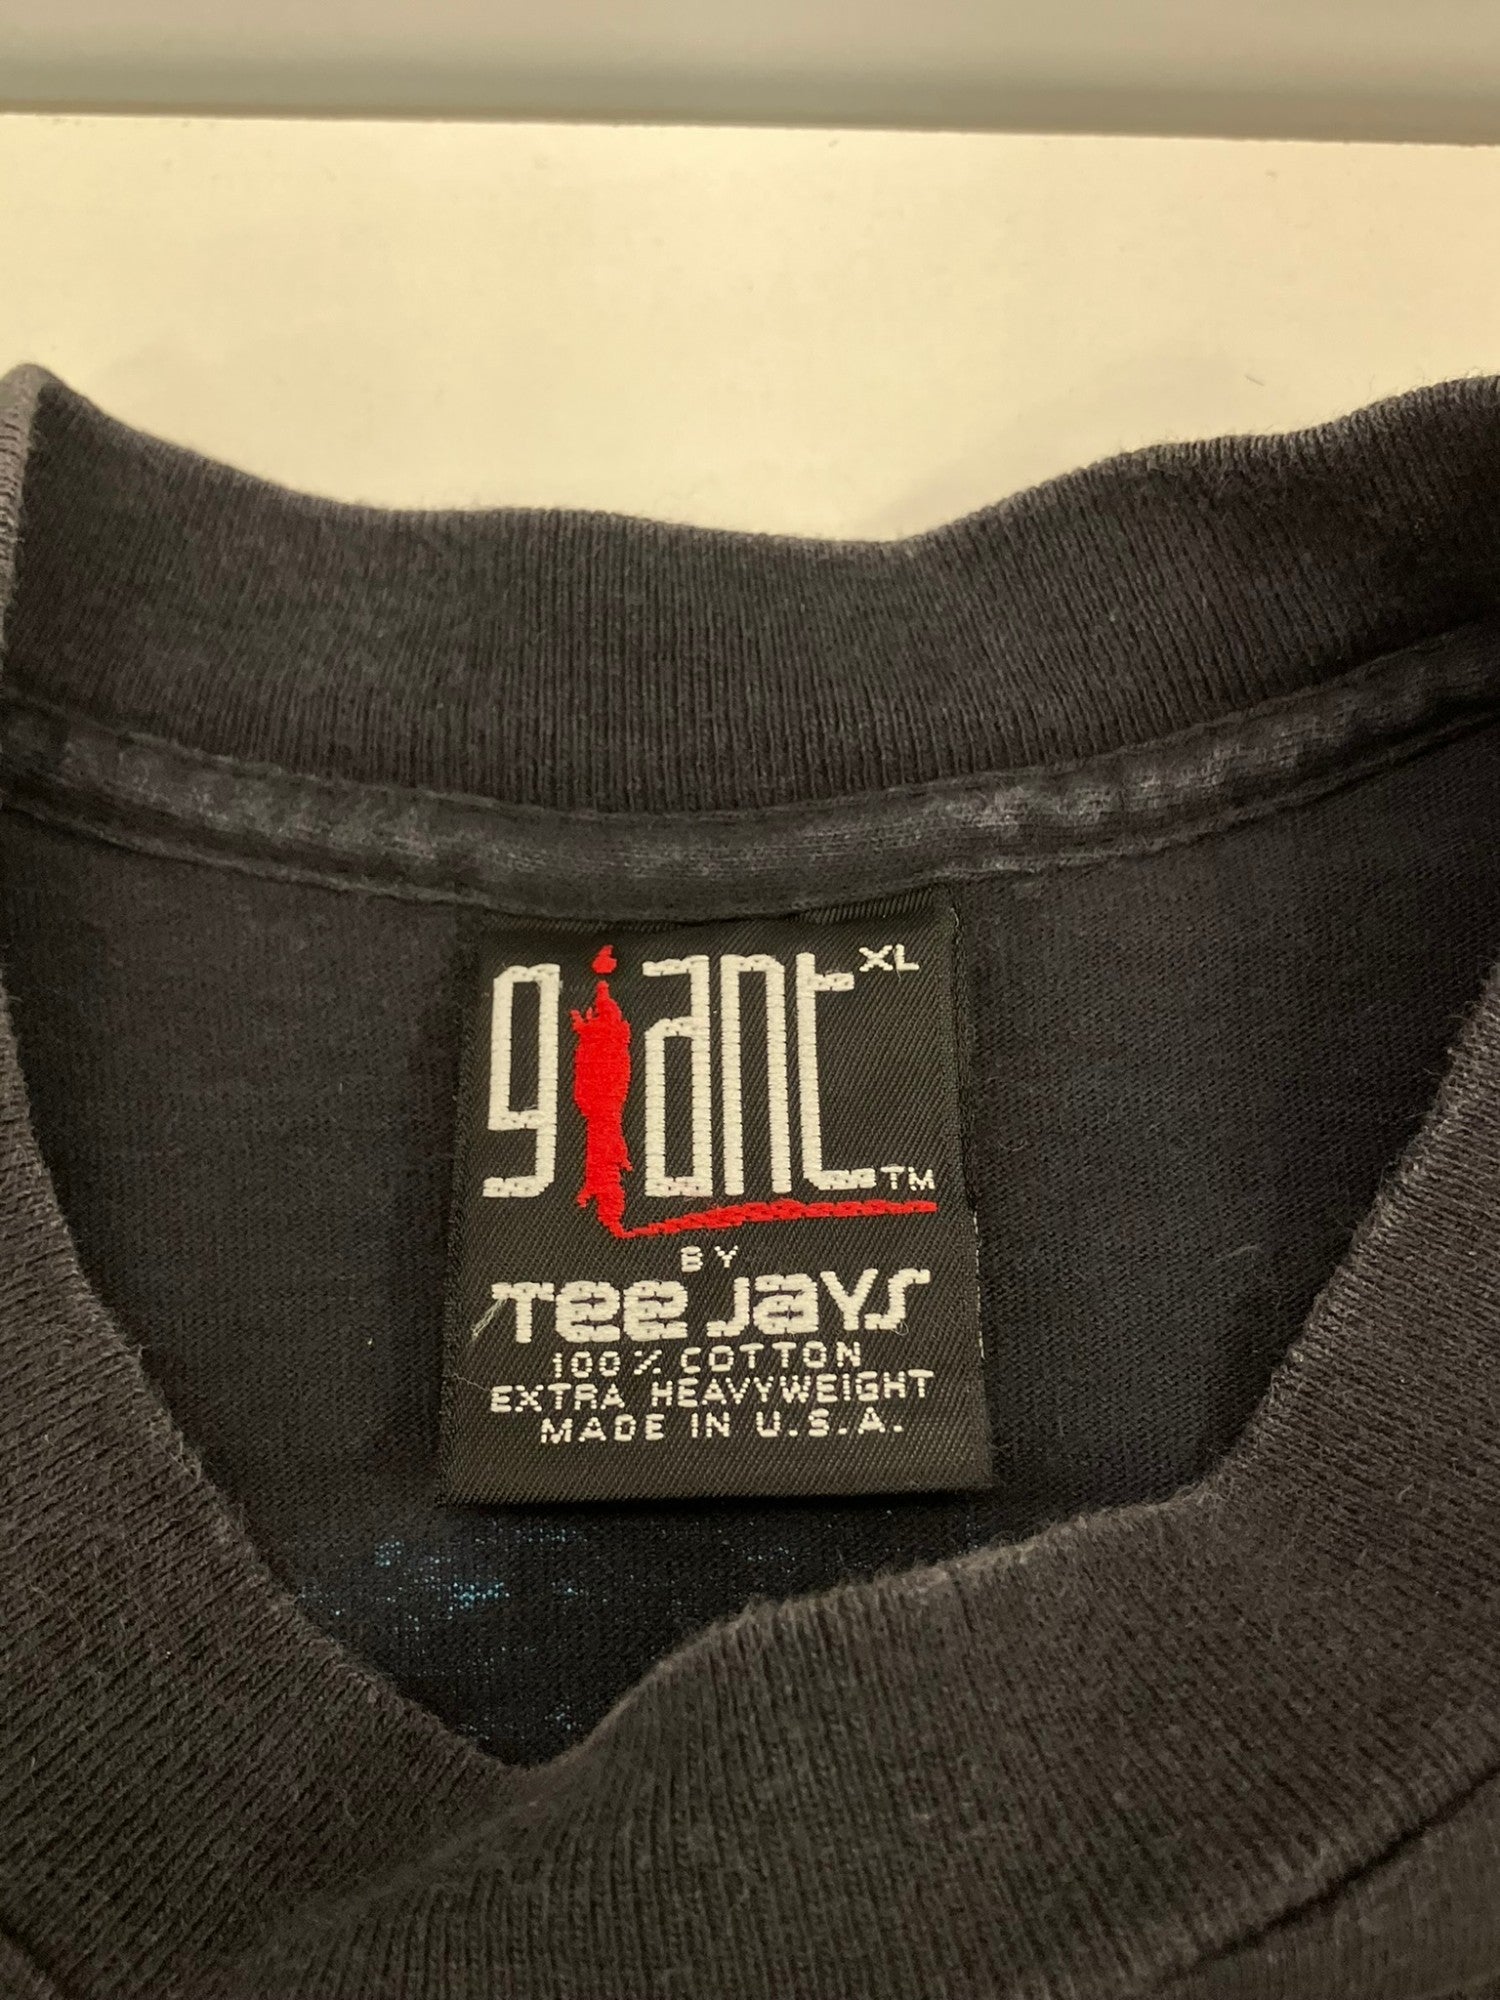 giant XL
TM
BY
Tee Jays
100% COTTON
EXTRA HEAVYWEIGHT
MADE IN U.S.A.